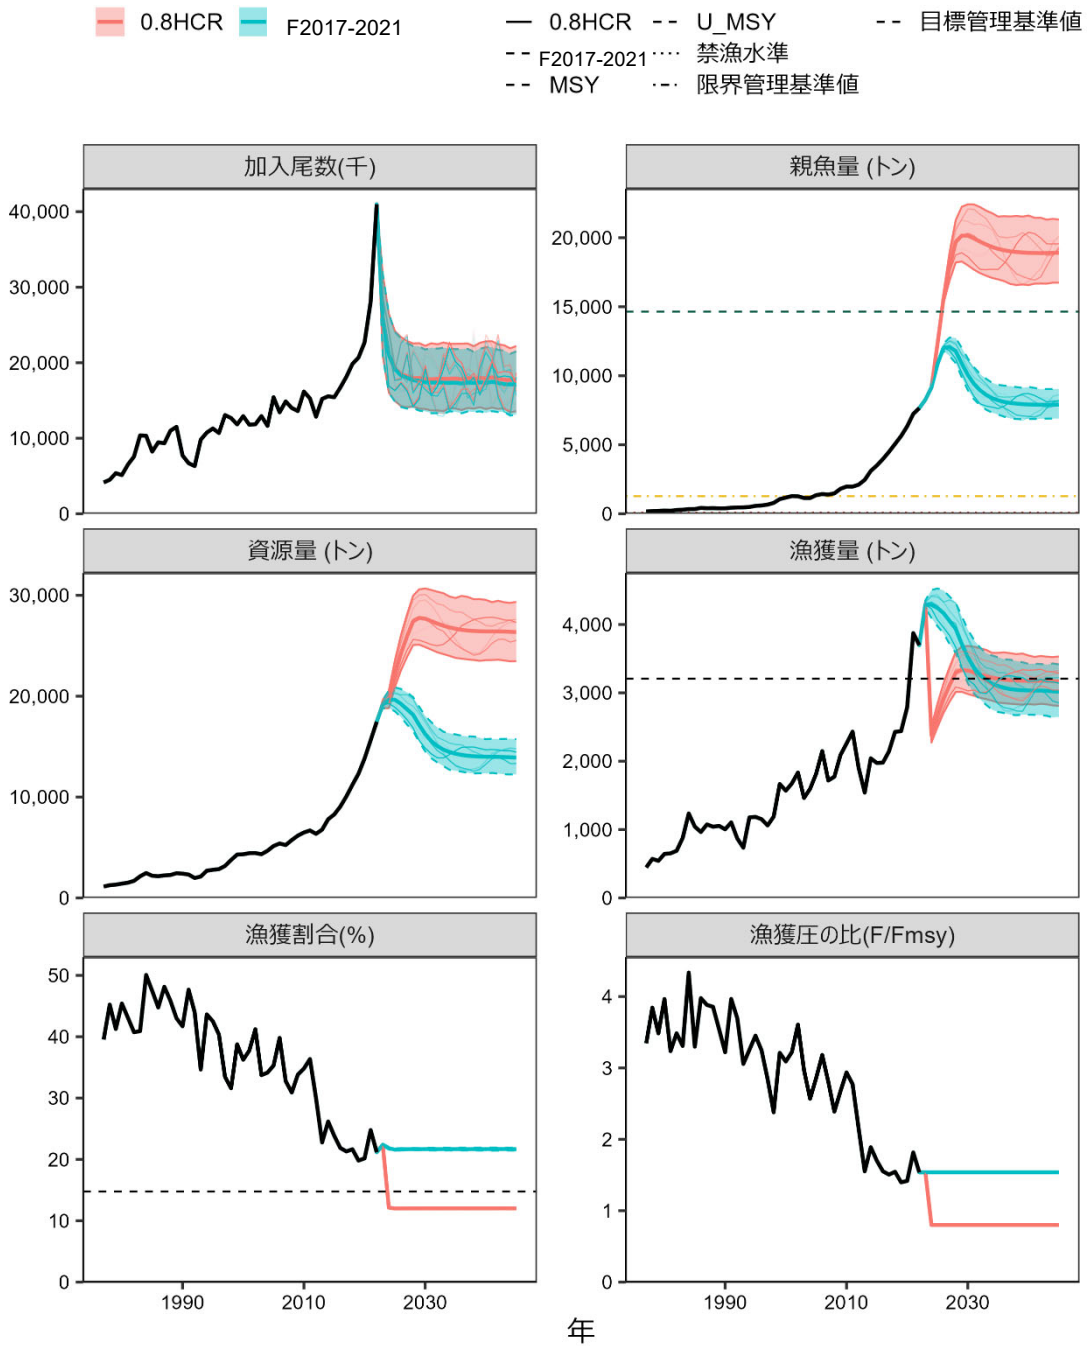 0.8HCR F2017-2021 0.8HCR U_MSY 目標管理基準値
F2017-2021 禁漁水準
MSY 限界管理基準値
加入尾数(千)
40,000
30,000
20,000
10,000
0
親魚量 (トン)
20,000
15,000
10,000
5,000
0
資源量 (トン)
30,000
20,000
10,000
0
漁獲量 (トン)
4,000
3,000
2,000
1,000
0
漁獲割合(%)
50
40
30
20
10
0
1990 2010 2030
漁獲圧の比(F/Fmsy)
4
3
2
1
0
1990 2010 2030
年